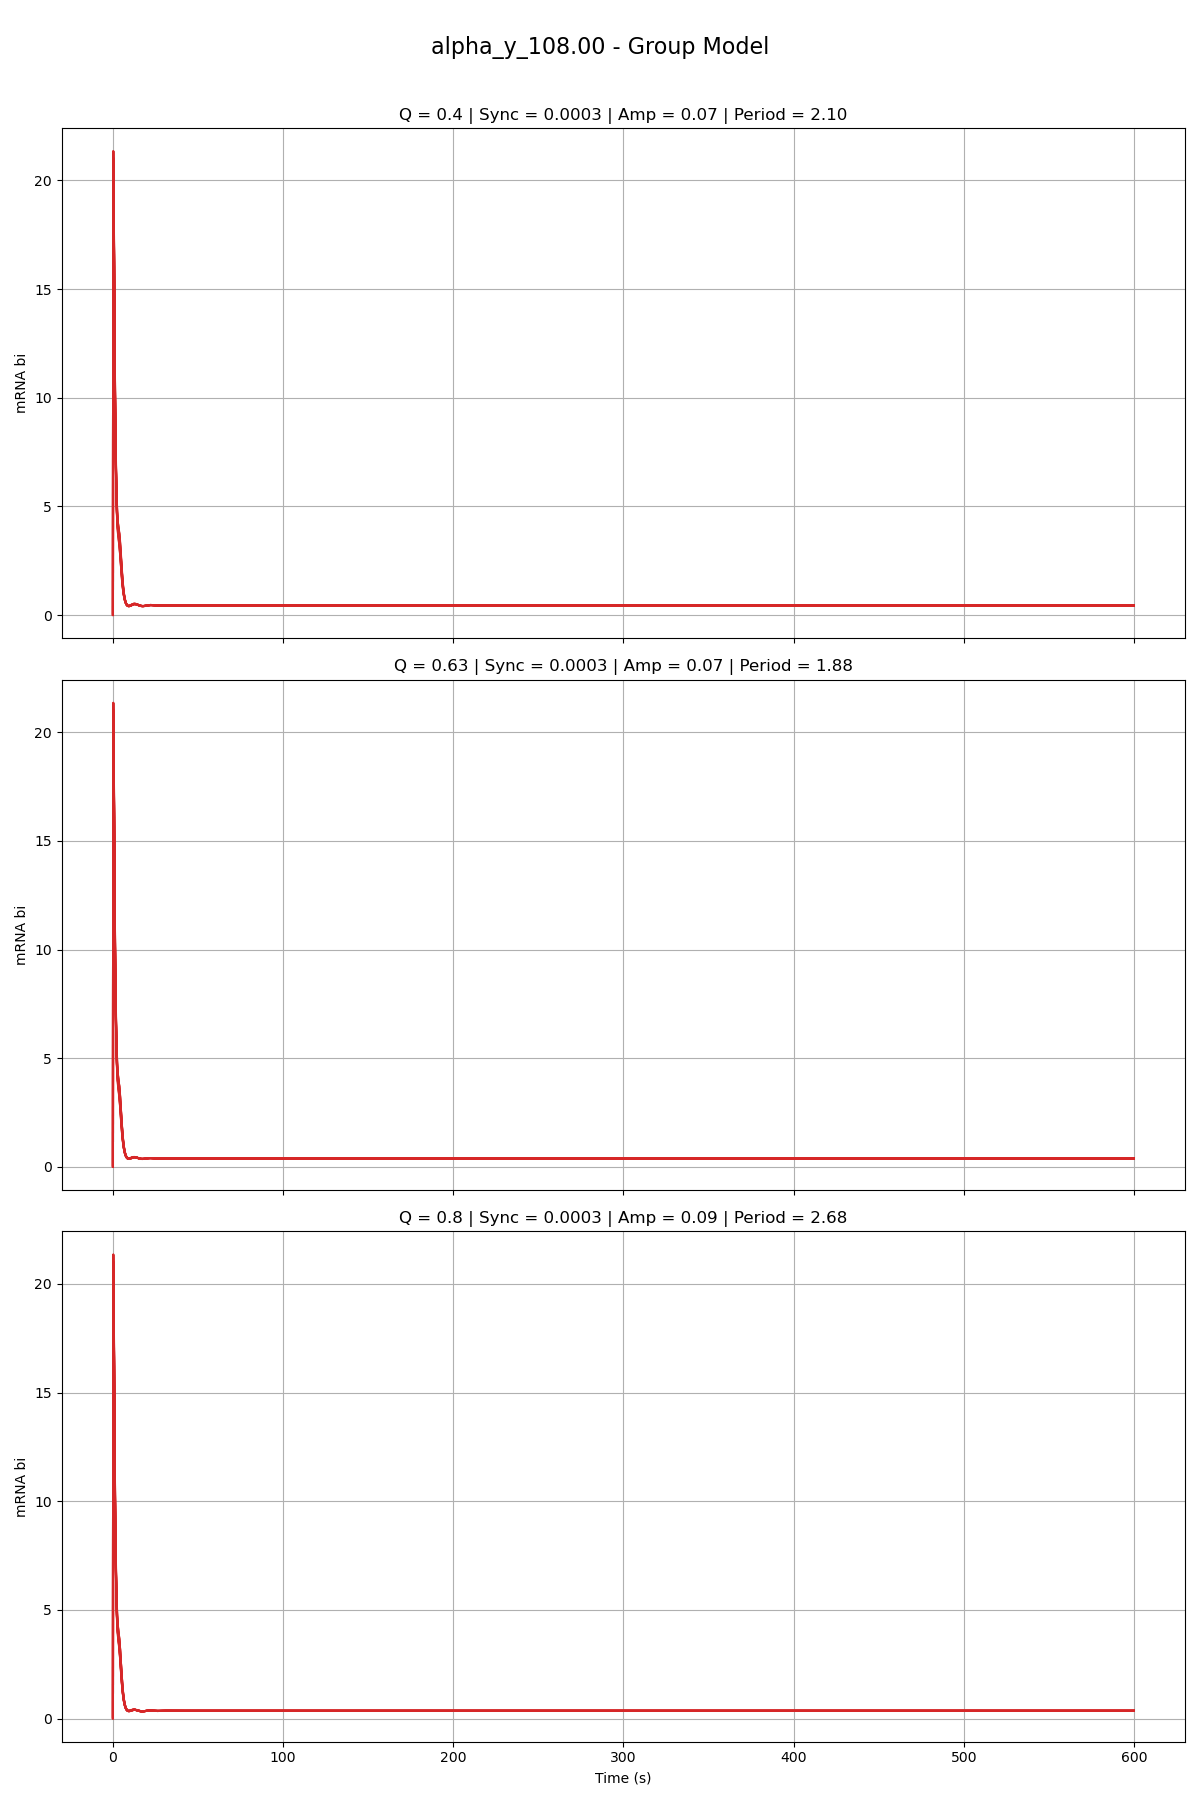 alpha_y_108.00 - Group Model
Q = 0.4 | Sync = 0.0003 | Amp = 0.07 | Period = 2.10
20
15
10
5
0
mRNA bi
Q = 0.63 | Sync = 0.0003 | Amp = 0.07 | Period = 1.88
20
15
10
5
0
mRNA bi
Q = 0.8 | Sync = 0.0003 | Amp = 0.09 | Period = 2.68
20
15
10
5
0
mRNA bi
0 100 200 300 400 500 600
Time (s)